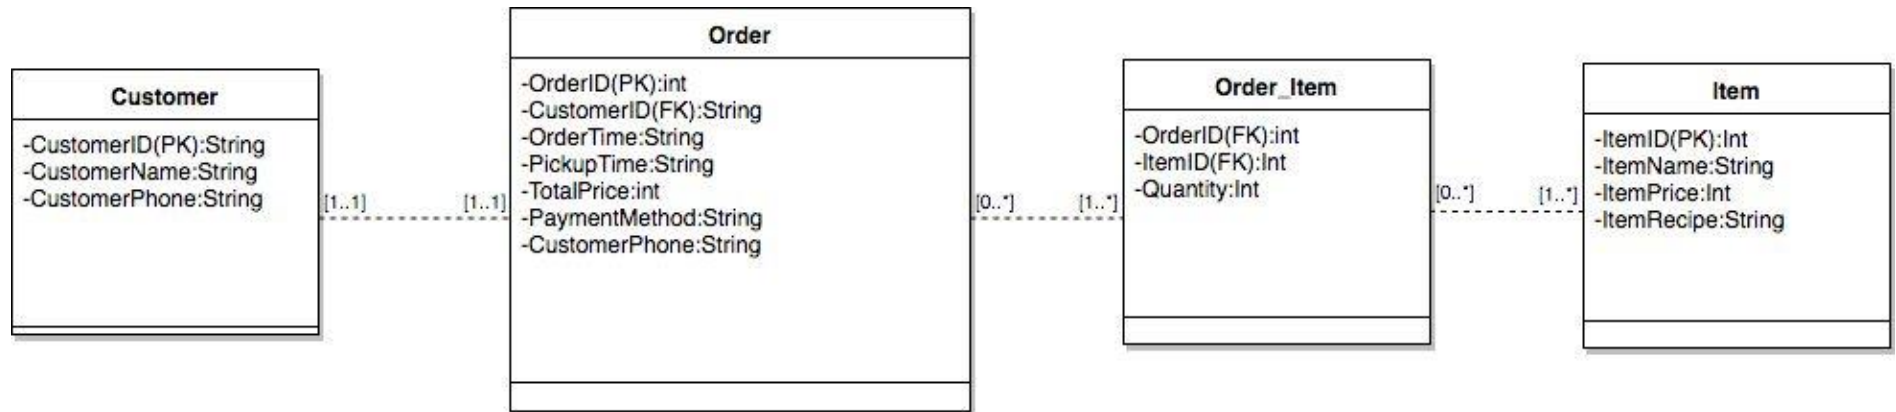 Customer
-CustomerID(PK):String
-CustomerName:String
-CustomerPhone:String
[1..1]
[1..1]
Order
-OrderID(PK):int
-CustomerID(FK):String
-OrderTime:String
-PickupTime:String
-TotalPrice:int
-PaymentMethod:String
-CustomerPhone:String
[0..*]
[1..*]
Order_Item
-OrderID(FK):int
-ItemID(FK):Int
-Quantity:Int
[0..*]
[1..*]
Item
-ItemID(PK):Int
-ItemName:String
-ItemPrice:Int
-ItemRecipe:String